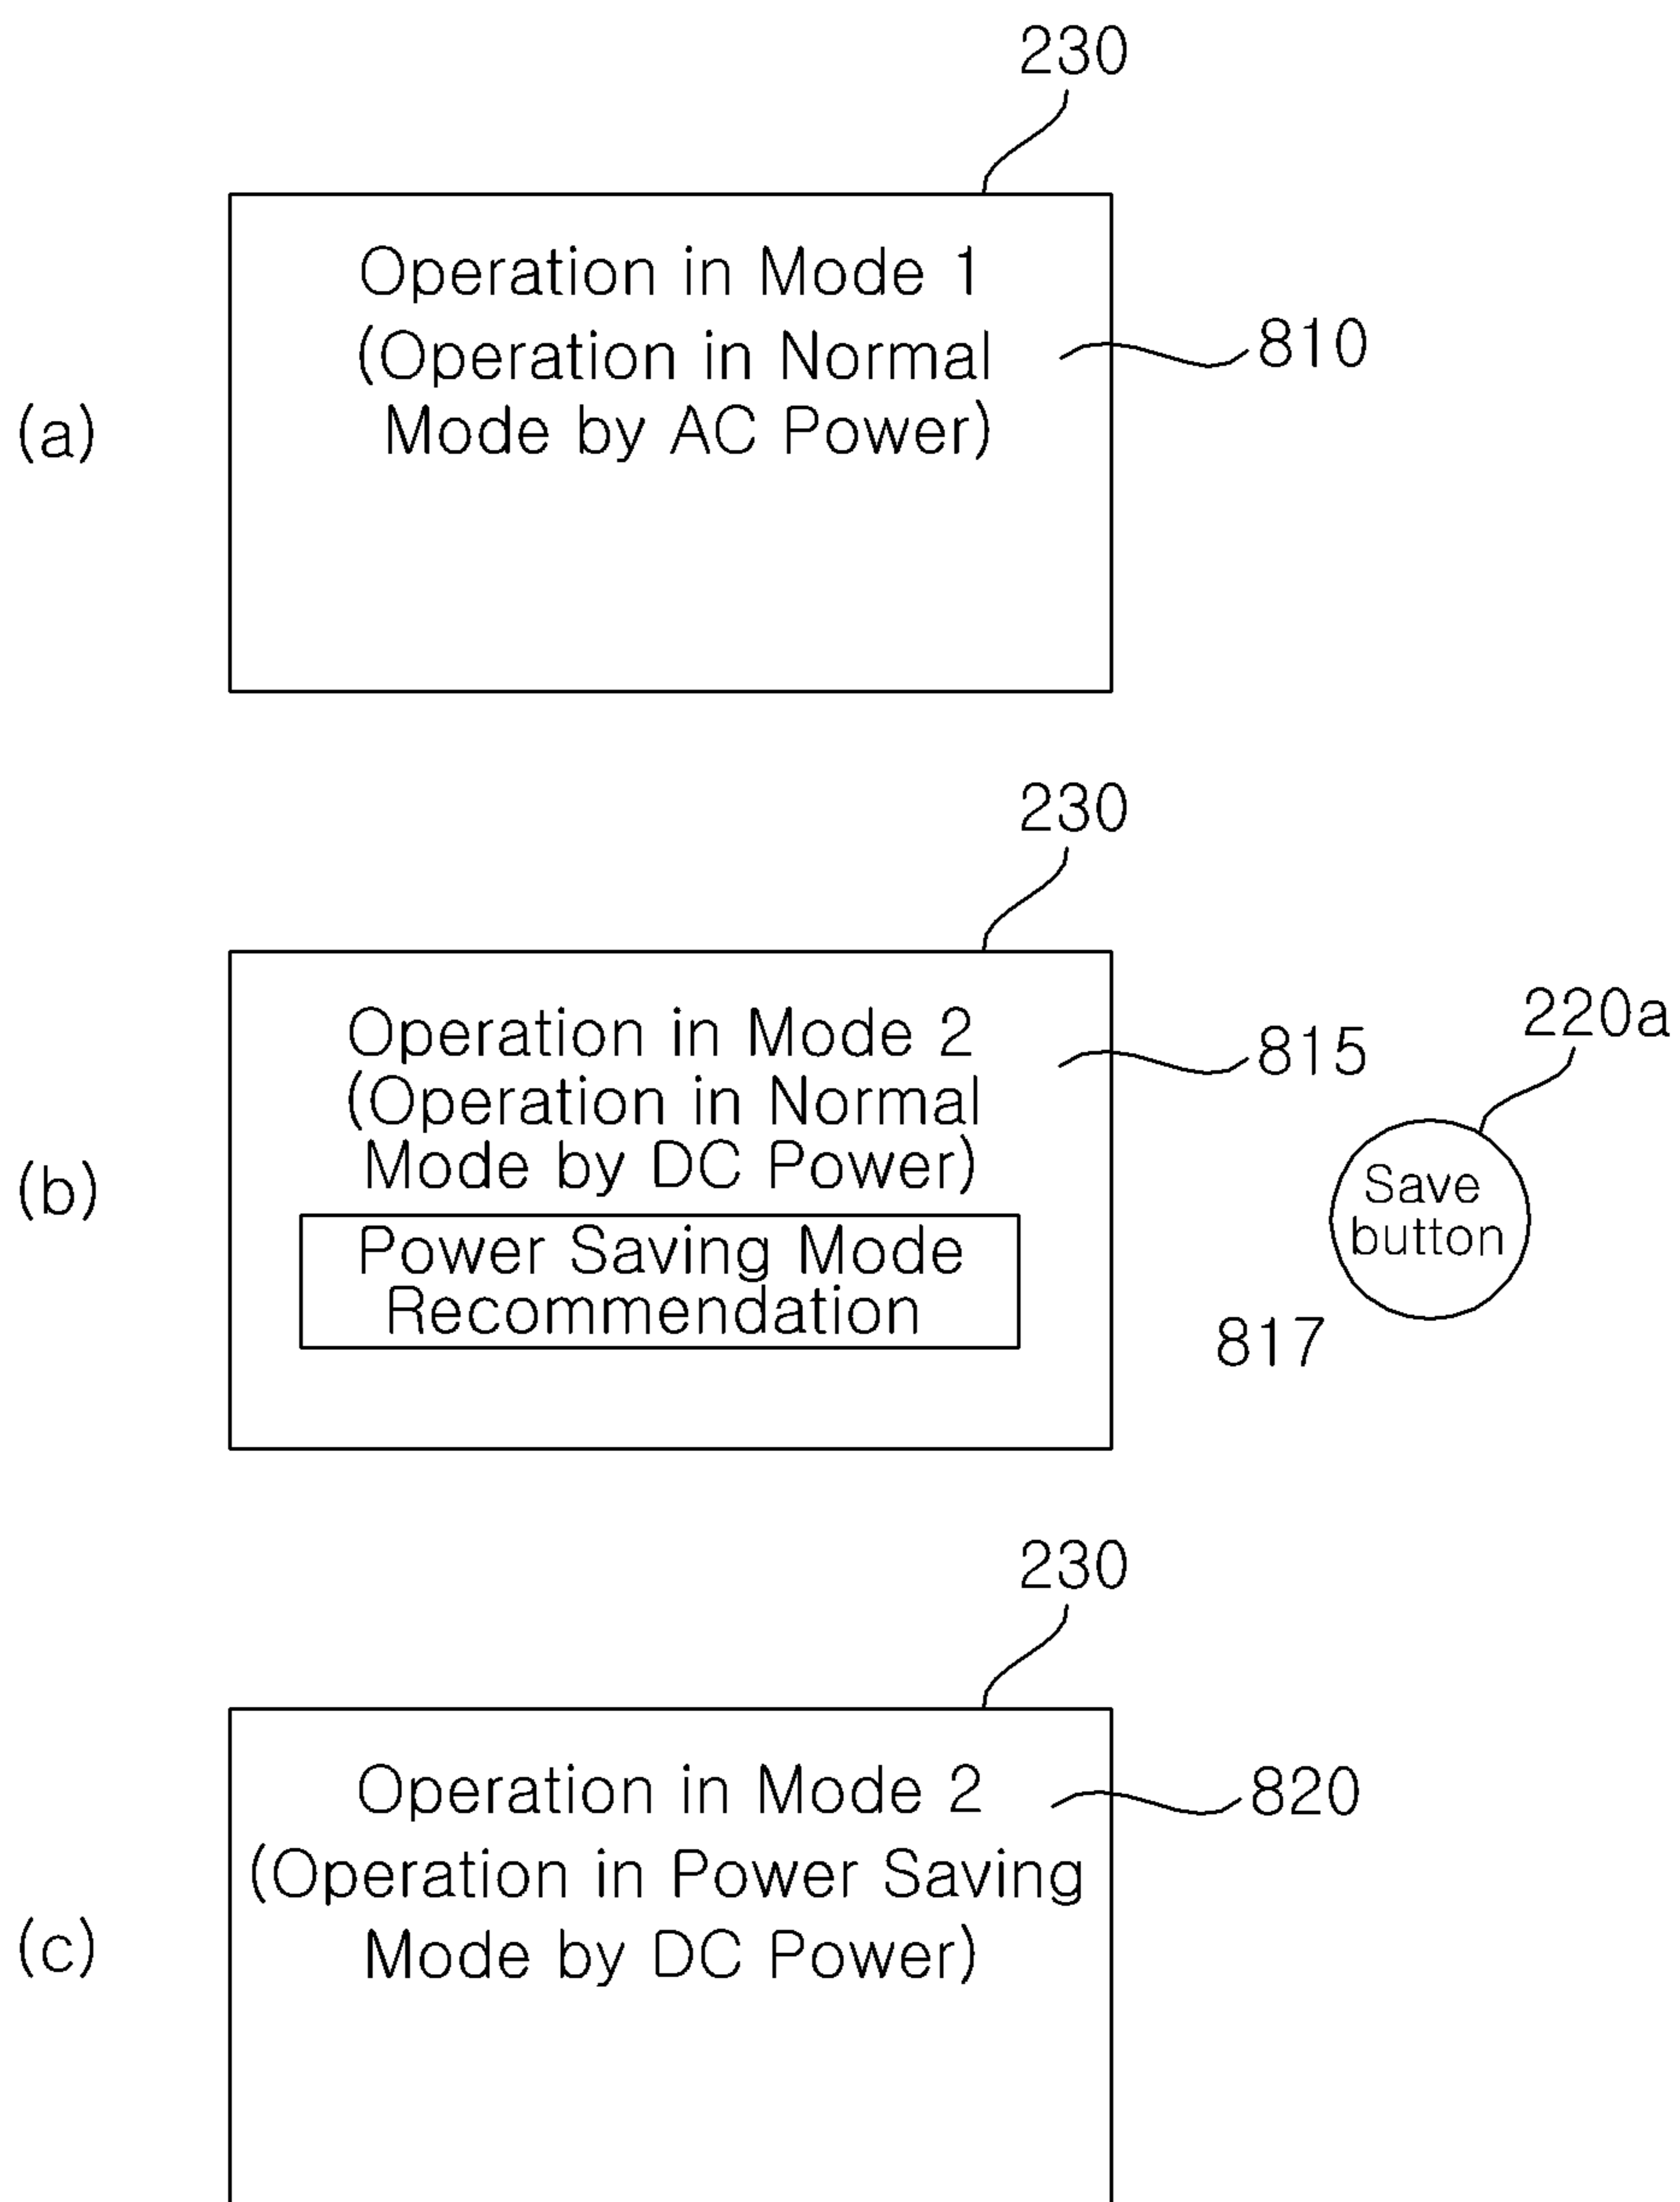 230
Operation in Mode 1
(Operation in Normal
Mode by AC Power)
810
(a)
230
Operation in Mode 2
(Operation in Normal
Mode by DC Power)
815
220a
Save
button
(b)
Power Saving Mode
Recommendation
817
230
Operation in Mode 2
(Operation in Power Saving
Mode by DC Power)
820
(c)